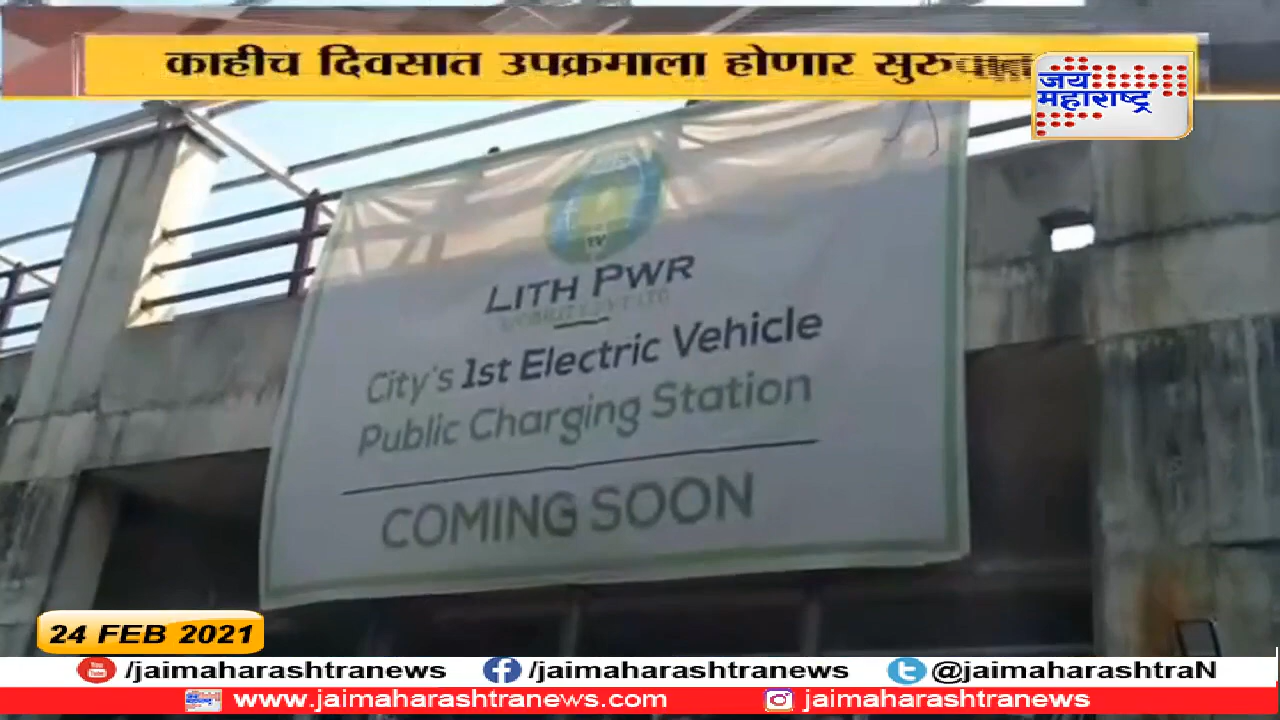 काहीच दिवसात उपक्रमाला होणार सुरुवात
जय
महाराष्ट्र
LITH PWR
City's 1st Electric Vehicle
Public Charging Station
COMING SOON
24 FEB 2021
/jaimaharashtranews /jaimaharashtranews @jaimaharashtraN
www.jaimaharashtranews.com jaimaharashtranews